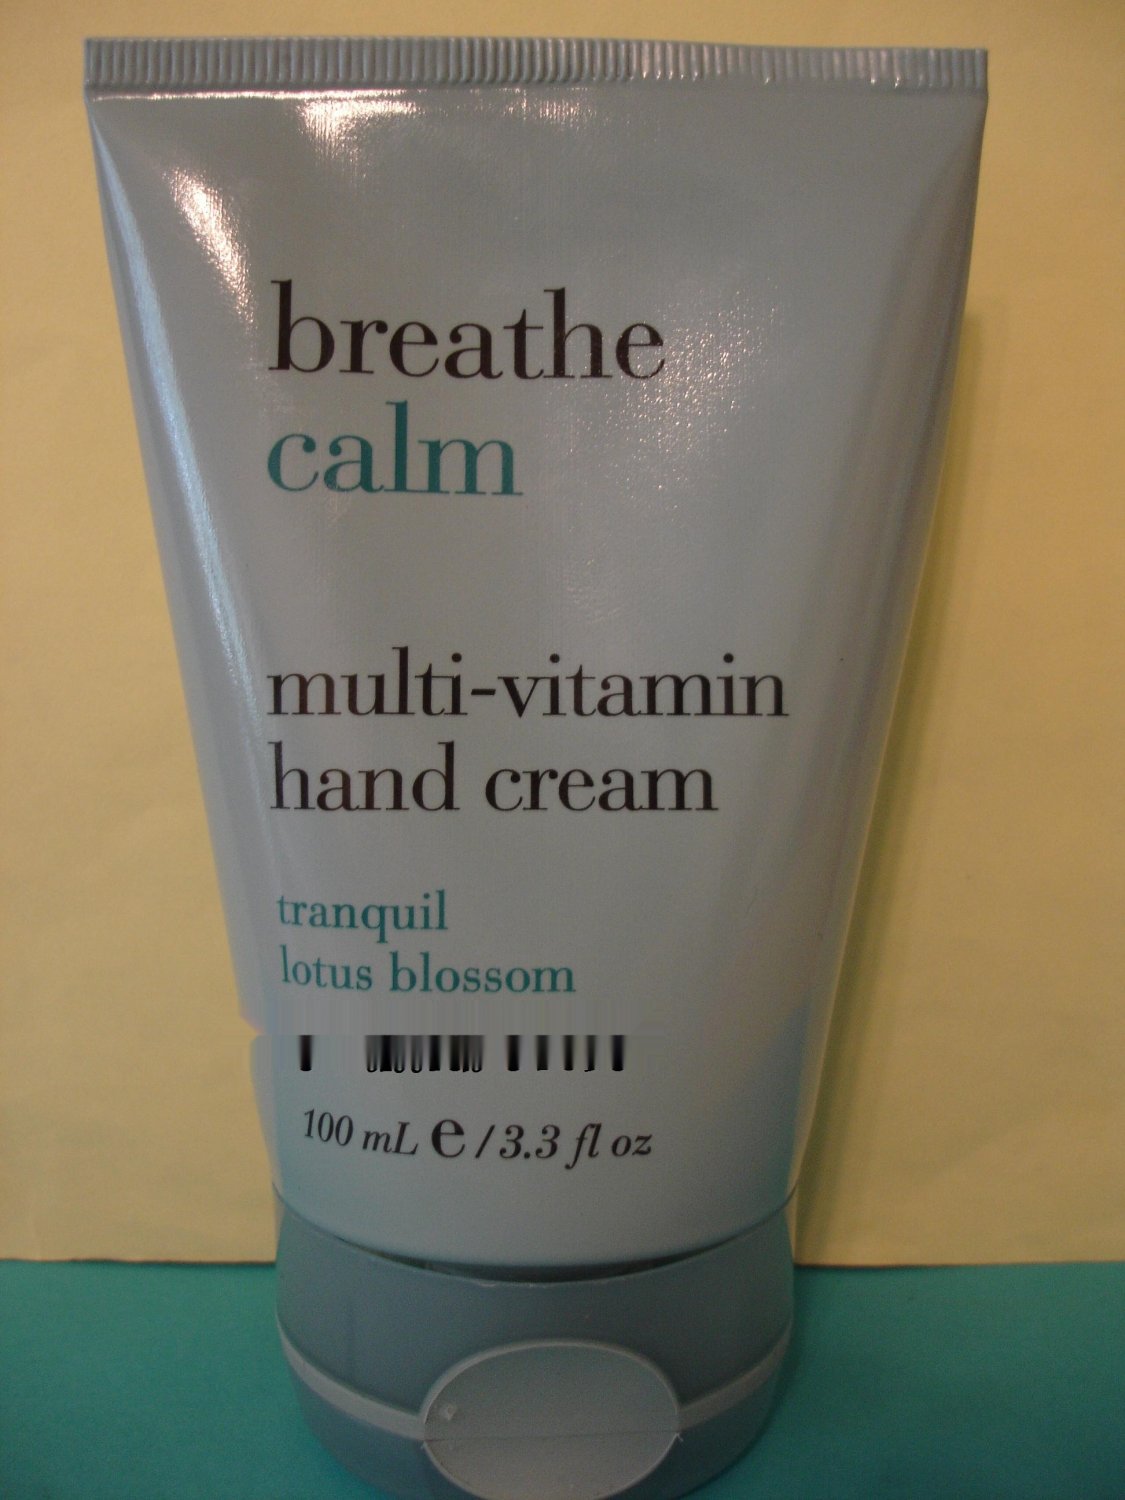 breathe
calm
multi-vitamin
hand cream
tranquil
lotus blossom
100 mL e / 3.3 fl oz